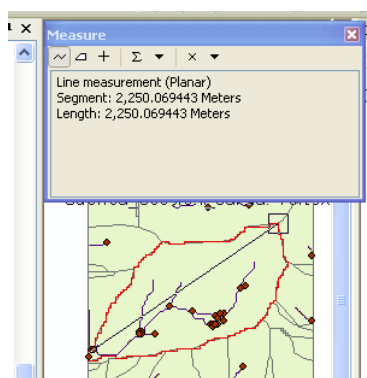 Measure
Line measurement (Planar)
Segment: 2,250.069443 Meters
Length: 2,250.069443 Meters